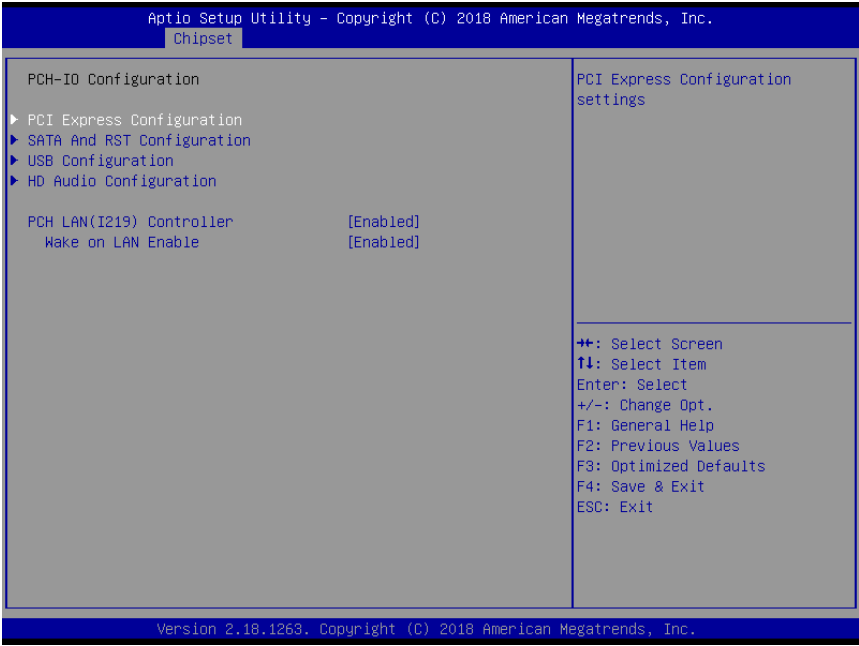 Aptio Setup Utility – Copyright (C) 2018 American Megatrends, Inc.
Chipset
PCH-IO Configuration
PCI Express Configuration
SATA And RST Configuration
USB Configuration
HD Audio Configuration
PCH LAN(I219) Controller [Enabled]
Wake on LAN Enable [Enabled]
PCI Express Configuration
settings
→←: Select Screen
↑↓: Select Item
Enter: Select
+/-: Change Opt.
F1: General Help
F2: Previous Values
F3: Optimized Defaults
F4: Save & Exit
ESC: Exit
Version 2.18.1263. Copyright (C) 2018 American Megatrends, Inc.